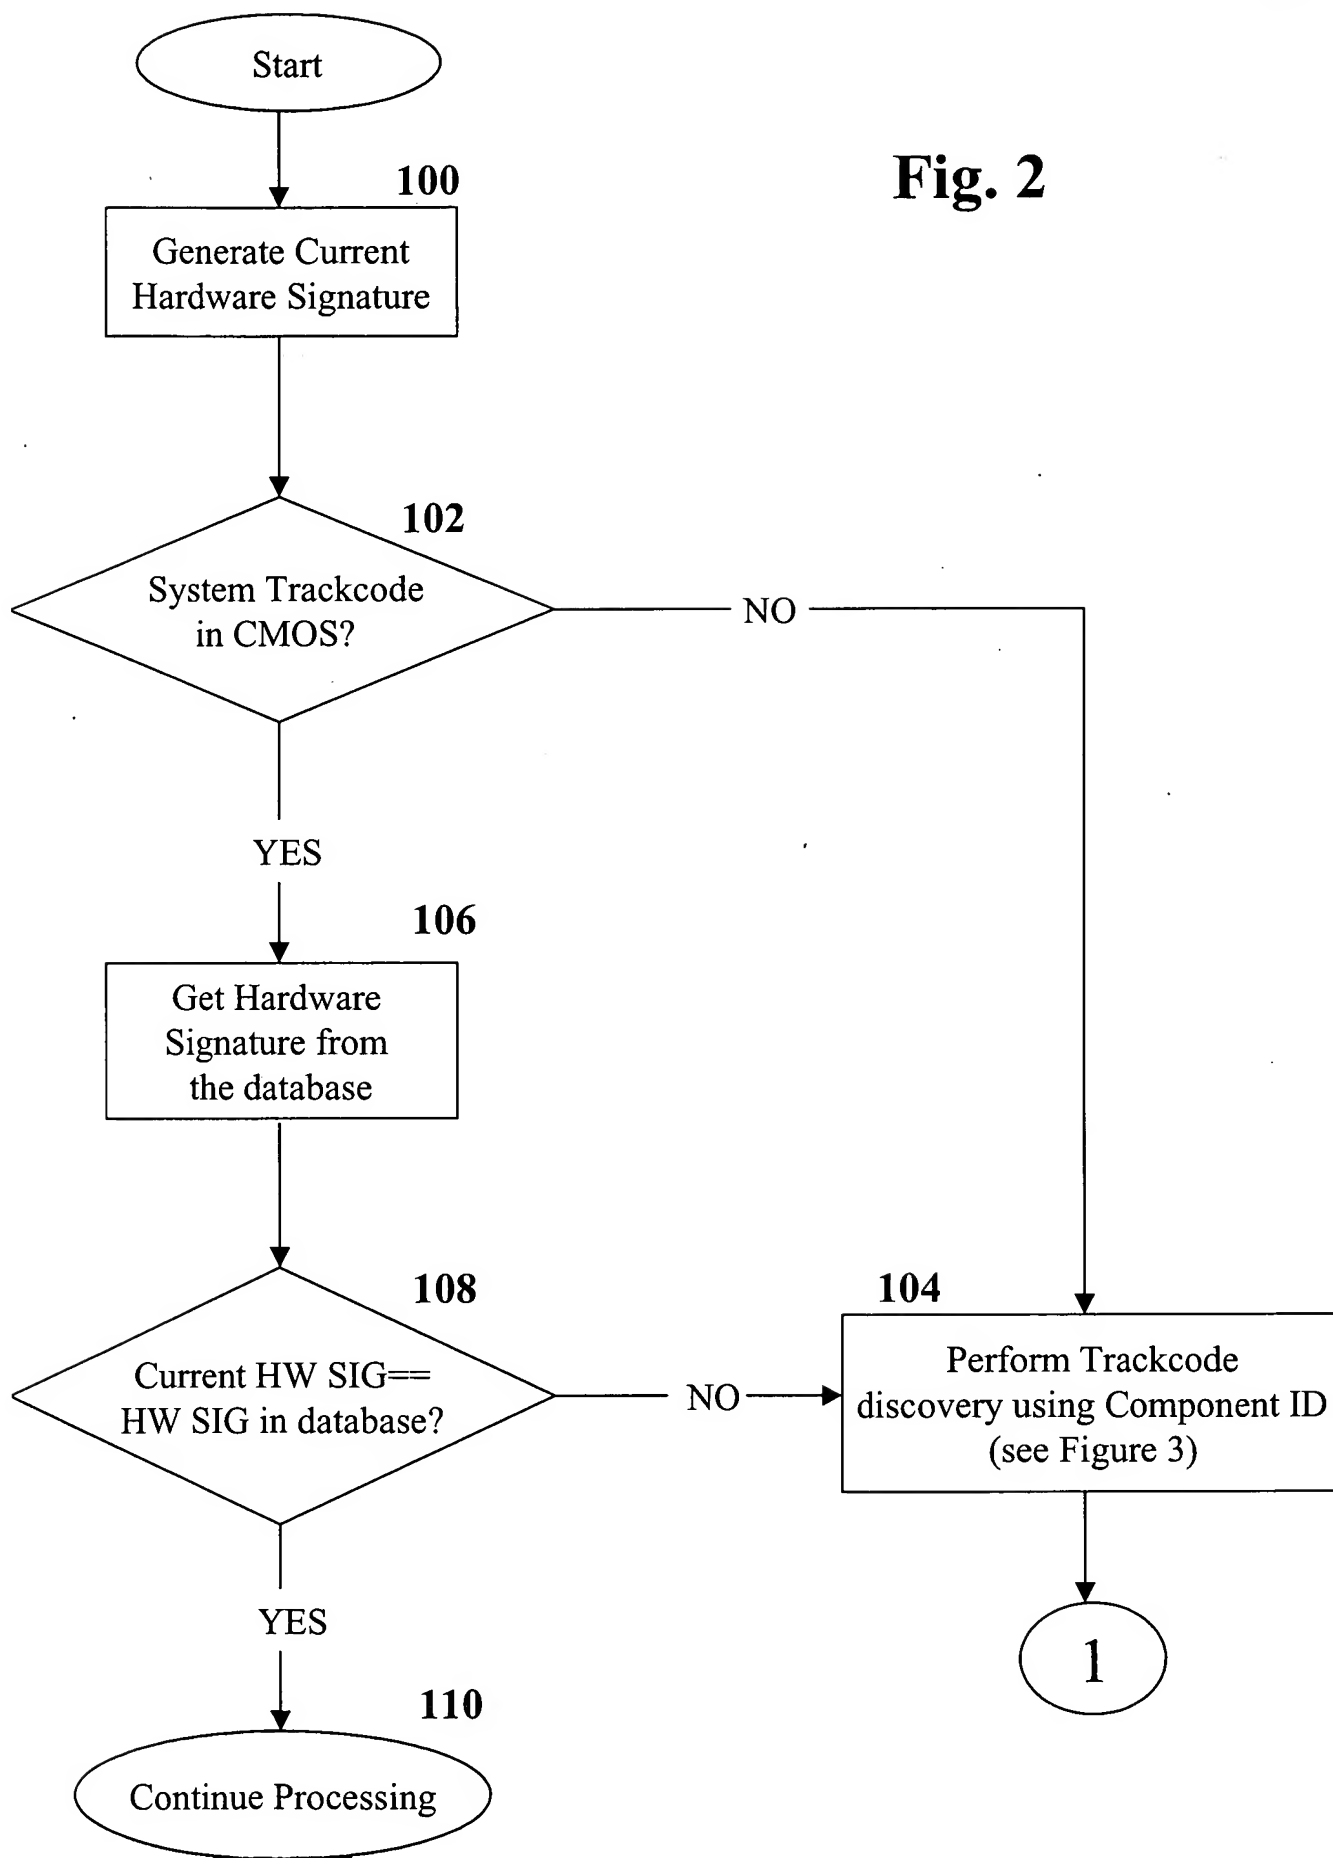 Start
Fig. 2
100
Generate Current
Hardware Signature
102
System Trackcode
in CMOS?
NO
YES
106
Get Hardware
Signature from
the database
108
Current HW SIG==
HW SIG in database?
NO
104
Perform Trackcode
discovery using Component ID
(see Figure 3)
YES
1
110
Continue Processing